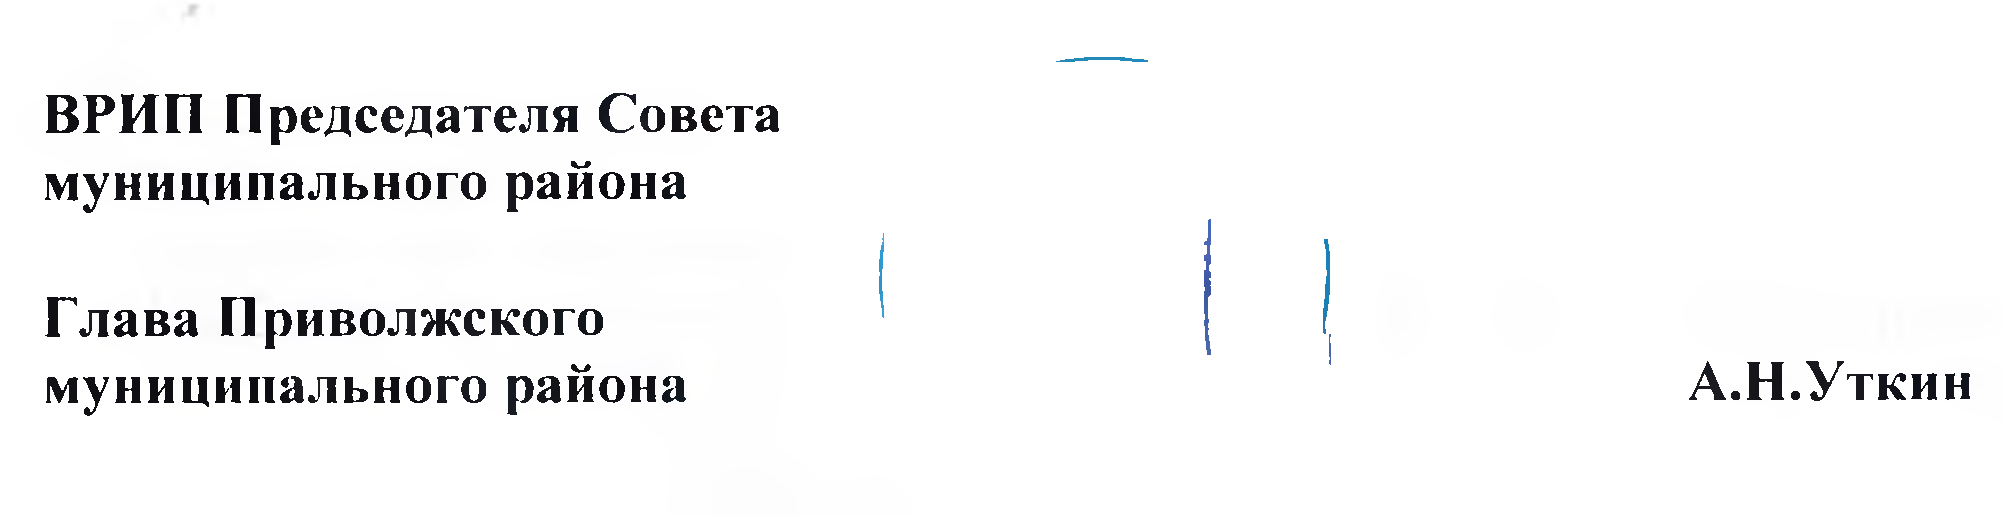 ВРИП Председателя Совета
муниципального района
Глава Приволжского
муниципального района А.Н.Уткин